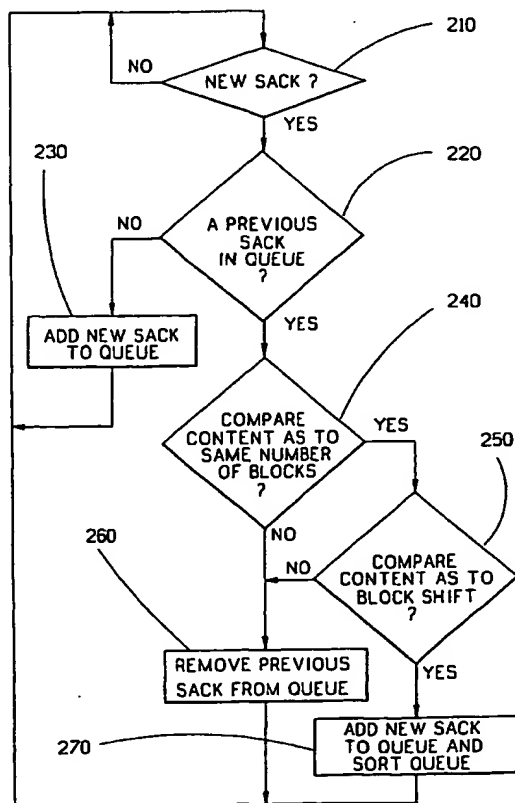 210
NO
NEW SACK ?
YES
230
220
NO
A PREVIOUS
SACK
IN QUEUE
?
ADD NEW SACK
TO QUEUE
YES
240
COMPARE
CONTENT AS TO
SAME NUMBER
OF BLOCKS
?
YES
250
NO
260
NO
COMPARE
CONTENT AS TO
BLOCK SHIFT
?
REMOVE PREVIOUS
SACK FROM QUEUE
YES
270
ADD NEW SACK
TO QUEUE AND
SORT QUEUE